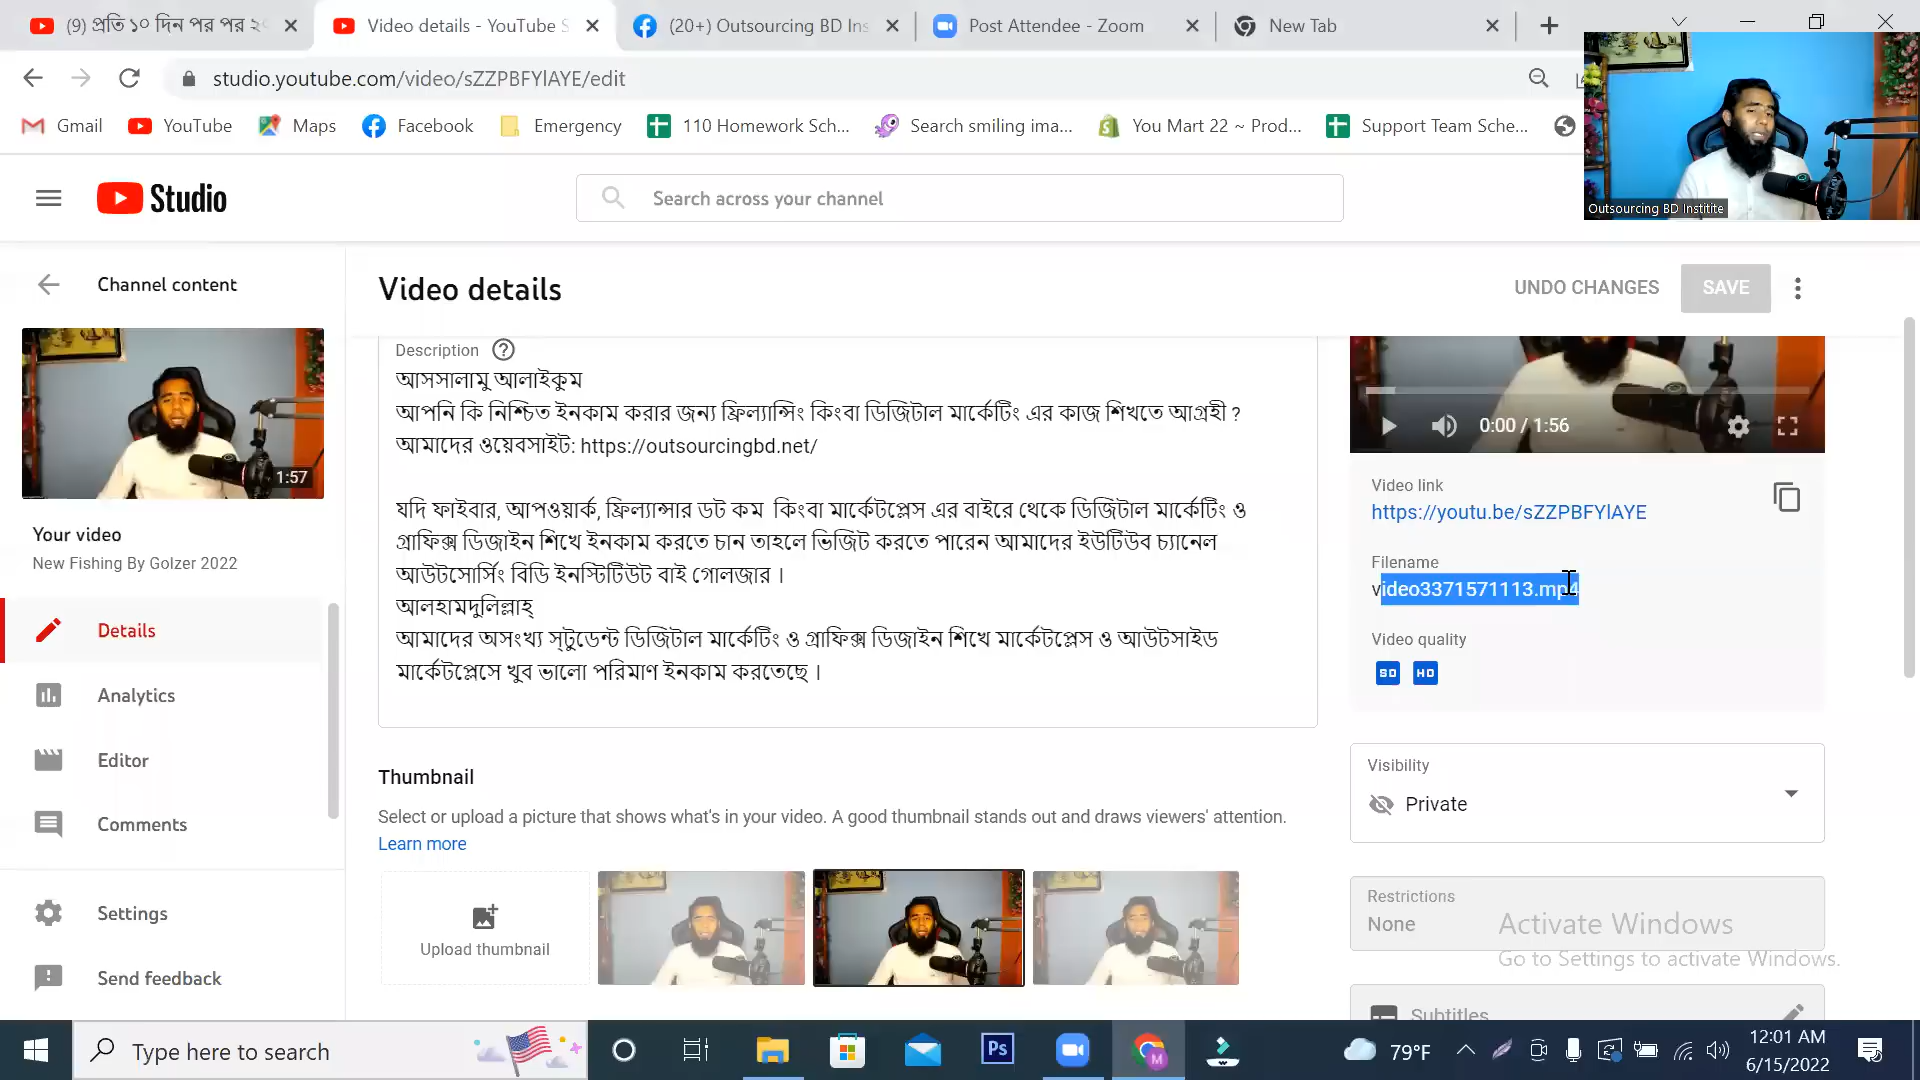 (9) প্রতি ১০ দিন পর পর ২
Video details - YouTube S
(20+) Outsourcing BD Ins
Post Attendee - Zoom
New Tab
studio.youtube.com/video/sZZPBFYlAYE/edit
Gmail
YouTube
Maps
Facebook
Emergency
110 Homework Sch...
Search smiling ima...
You Mart 22 ~ Prod...
Support Team Sche...
Outsourcing BD Institite
Studio
Search across your channel
Channel content
Video details
UNDO CHANGES
SAVE
1:57
Your video
New Fishing By Golzer 2022
Details
Analytics
Editor
Comments
Settings
Send feedback
Description
আসসালামু আলাইকুম
আপনি কি নিশ্চিত ইনকাম করার জন্য ফ্রিল্যান্সিং কিংবা ডিজিটাল মার্কেটিং এর কাজ শিখতে আগ্রহী ?
আমাদের ওয়েবসাইট: https://outsourcingbd.net/
যদি ফাইবার, আপওয়ার্ক, ফ্রিল্যান্সার ডট কম কিংবা মার্কেটপ্লেস এর বাইরে থেকে ডিজিটাল মার্কেটিং ও
গ্রাফিক্স ডিজাইন শিখে ইনকাম করতে চান তাহলে ভিজিট করতে পারেন আমাদের ইউটিউব চ্যানেল
আউটসোর্সিং বিডি ইনস্টিটিউট বাই গোলজার।
আলহামদুলিল্লাহ্
আমাদের অসংখ্য স্টুডেন্ট ডিজিটাল মার্কেটিং ও গ্রাফিক্স ডিজাইন শিখে মার্কেটপ্লেস ও আউটসাইড
মার্কেটপ্লেসে খুব ভালো পরিমাণ ইনকাম করতেছে।
Thumbnail
Select or upload a picture that shows what's in your video. A good thumbnail stands out and draws viewers' attention.
Learn more
Upload thumbnail
0:00 / 1:56
Video link
https://youtu.be/sZZPBFYlAYE
Filename
video3371571113.mp4
Video quality
SD HD
Visibility
Private
Restrictions
None
Activate Windows
Go to Settings to activate Windows.
Subtitles
Type here to search
Ps
M
79°F
12:01 AM
6/15/2022